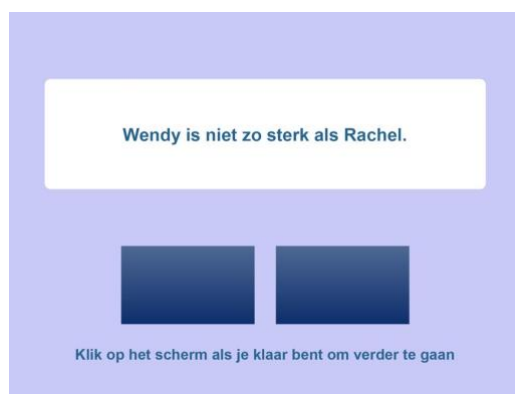 Wendy is niet zo sterk als Rachel.
Klik op het scherm als je klaar bent om verder te gaan